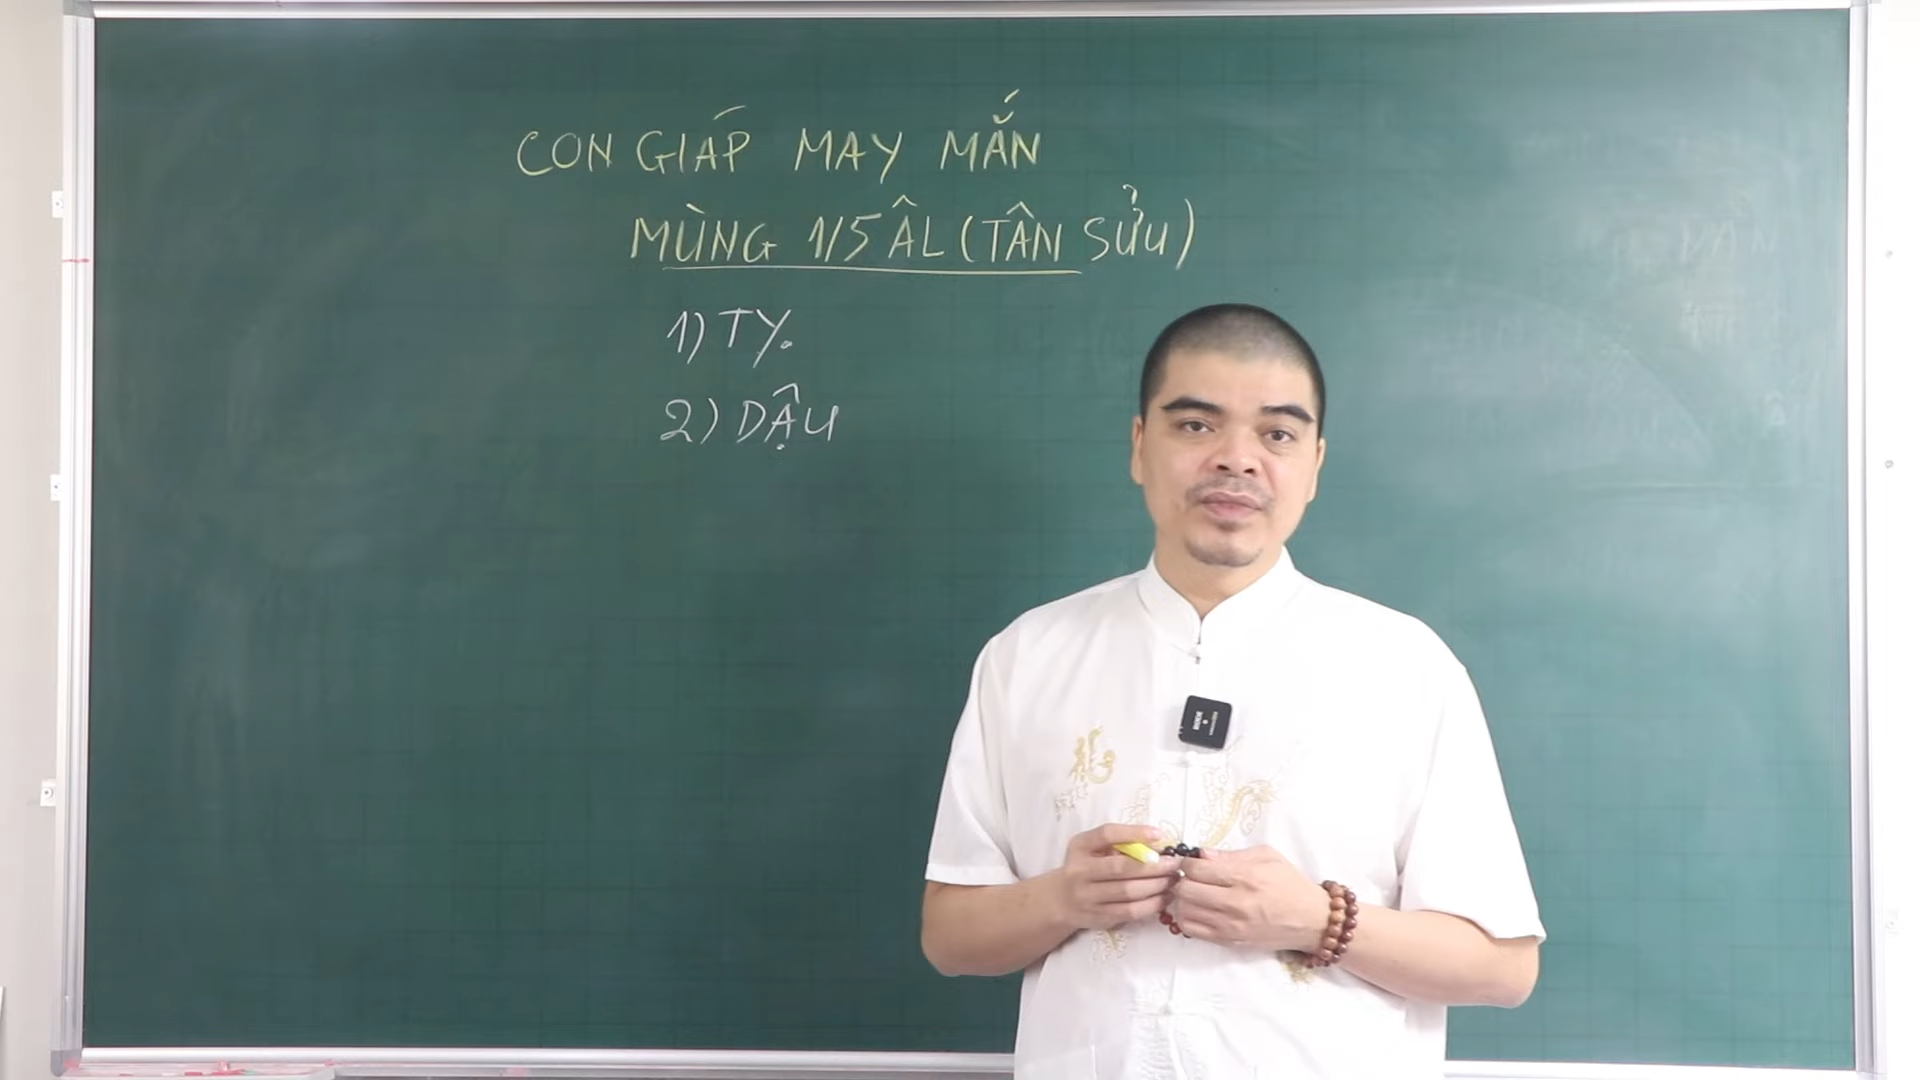 CON GIÁP MAY MẮN
MÙNG 1/5 ÂL (TÂN SỬU)
1) TỴ
2) DẬU